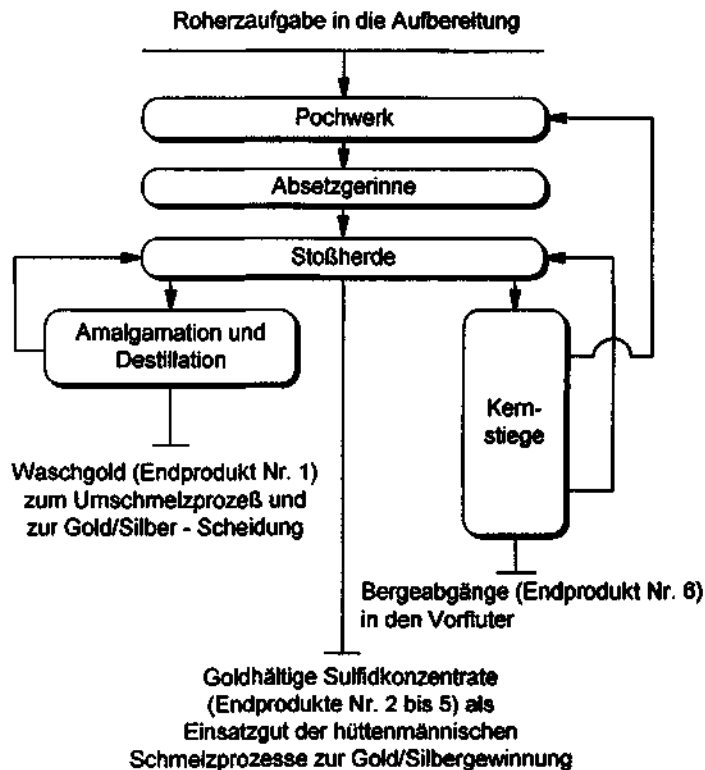 Roherzaufgabe in die Aufbereitung
Pochwerk
Absetzgerinne
Stoßherde
Amalgamation und
Destillation
Kern-
stiege
Waschgold (Endprodukt Nr. 1)
zum Umschmelzprozeß und
zur Gold/Silber - Scheidung
Bergeabgänge (Endprodukt Nr. 6)
in den Vorfluter
Goldhältige Sulfidkonzentrate
(Endprodukte Nr. 2 bis 5) als
Einsatzgut der hüttenmännischen
Schmelzprozesse zur Gold/Silbergewinnung